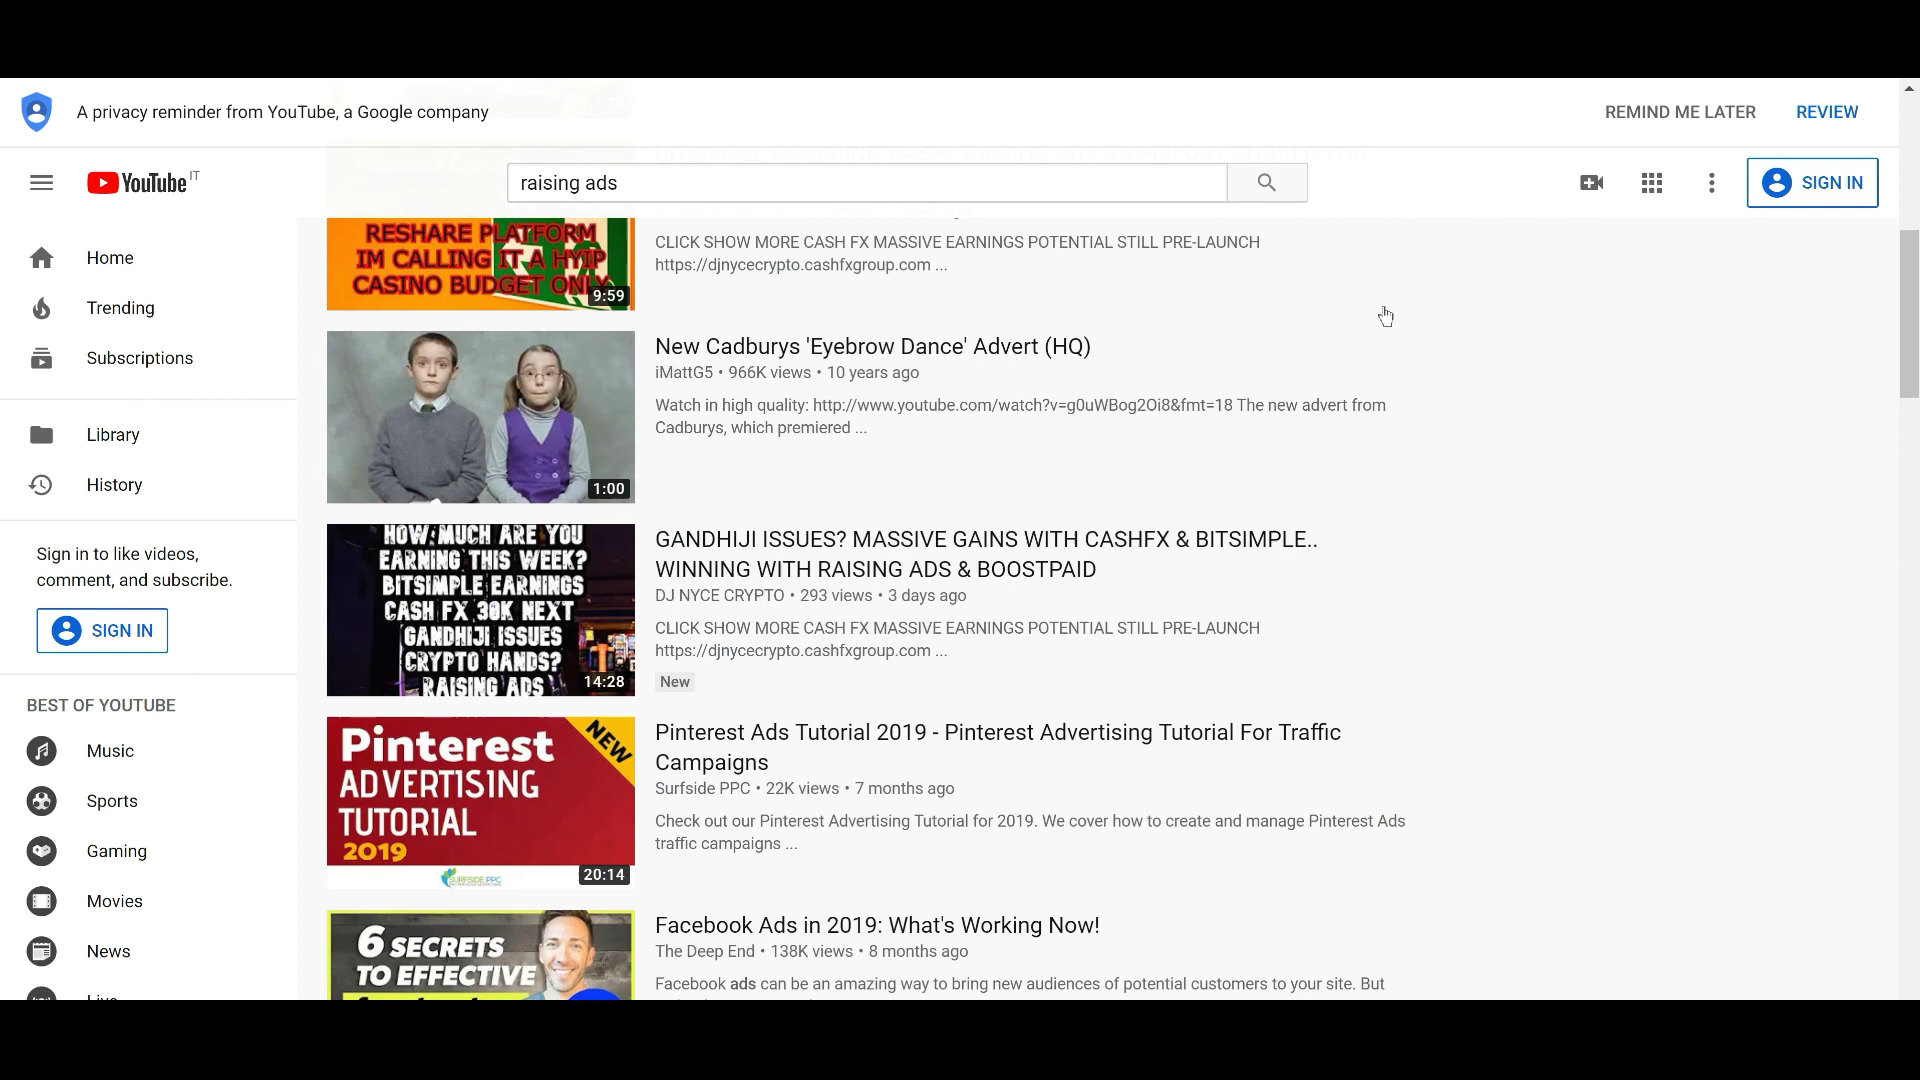 A privacy reminder from YouTube, a Google company
REMIND ME LATER
REVIEW
YouTube IT
raising ads
SIGN IN
Home
Trending
Subscriptions
Library
History
Sign in to like videos,
comment, and subscribe.
SIGN IN
BEST OF YOUTUBE
Music
Sports
Gaming
Movies
News
RESHARE PLATFORM
IM CALLING IT A HYIP
CASINO BUDGET ONLY
9:59
CLICK SHOW MORE CASH FX MASSIVE EARNINGS POTENTIAL STILL PRE-LAUNCH
https://djnycecrypto.cashfxgroup.com ...
1:00
New Cadburys 'Eyebrow Dance' Advert (HQ)
iMattG5 • 966K views • 10 years ago
Watch in high quality: http://www.youtube.com/watch?v=g0uWBog2Oi8&fmt=18 The new advert from
Cadburys, which premiered ...
HOW MUCH ARE YOU
EARNING THIS WEEK?
BITSIMPLE EARNINGS
CASH FX 30K NEXT
GANDHIJI ISSUES
CRYPTO HANDS?
RAISING ADS
14:28
GANDHIJI ISSUES? MASSIVE GAINS WITH CASHFX & BITSIMPLE..
WINNING WITH RAISING ADS & BOOSTPAID
DJ NYCE CRYPTO • 293 views • 3 days ago
CLICK SHOW MORE CASH FX MASSIVE EARNINGS POTENTIAL STILL PRE-LAUNCH
https://djnycecrypto.cashfxgroup.com ...
New
Pinterest
ADVERTISING
TUTORIAL
2019
NEW
SURFSIDE PPC
20:14
Pinterest Ads Tutorial 2019 - Pinterest Advertising Tutorial For Traffic
Campaigns
Surfside PPC • 22K views • 7 months ago
Check out our Pinterest Advertising Tutorial for 2019. We cover how to create and manage Pinterest Ads
traffic campaigns ...
6 SECRETS
TO EFFECTIVE
Facebook Ads in 2019: What's Working Now!
The Deep End • 138K views • 8 months ago
Facebook ads can be an amazing way to bring new audiences of potential customers to your site. But